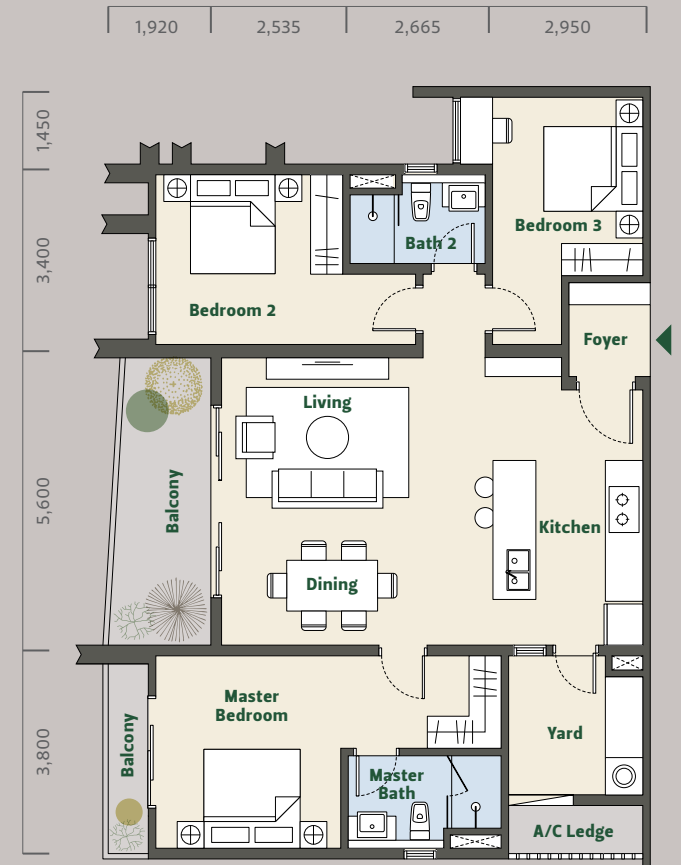 1,920
2,535
2,665
2,950
1,450
3,400
5,600
3,800
Bath 2
Bedroom 3
Bedroom 2
Foyer
Living
Balcony
Kitchen
Dining
Master
Bedroom
Balcony
Yard
Master
Bath
A/C Ledge